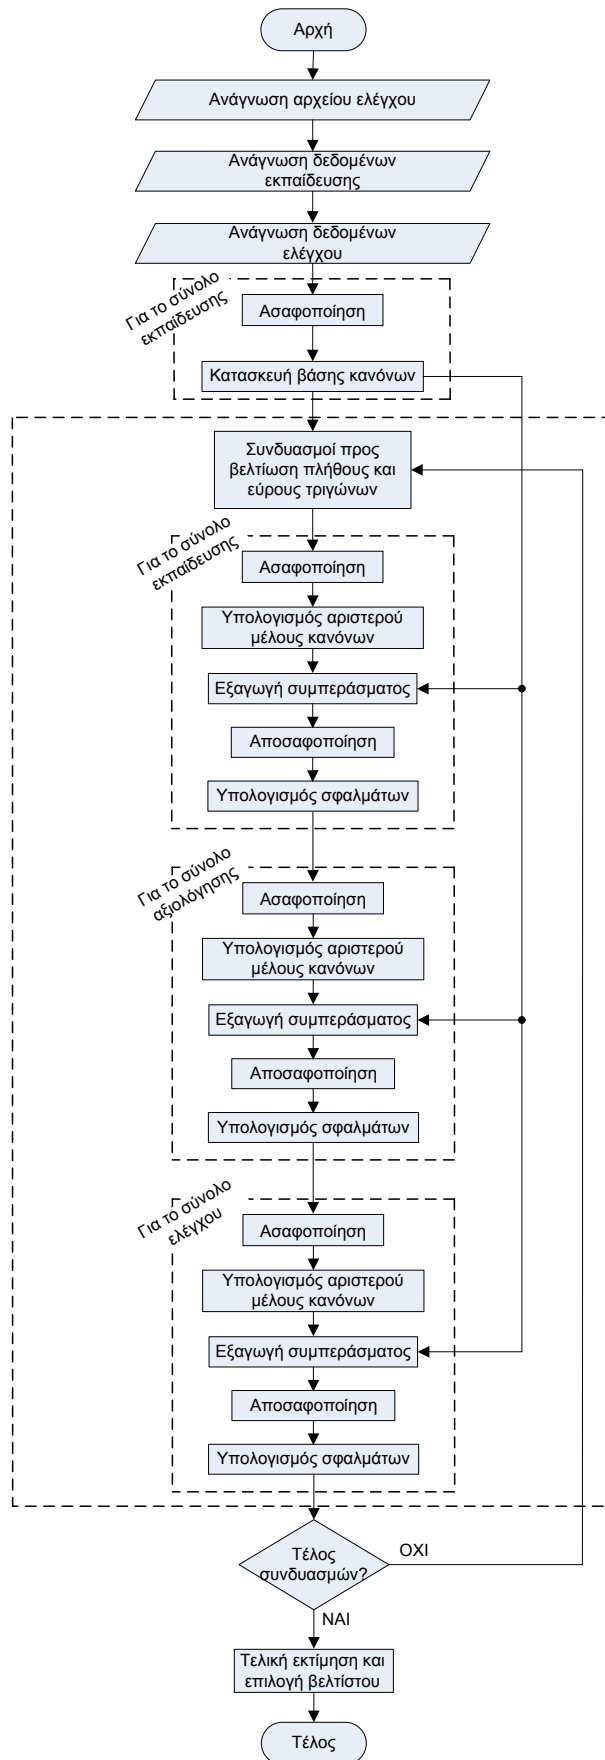 Αρχή
Ανάγνωση αρχείου ελέγχου
Ανάγνωση δεδομένων
εκπαίδευσης
Ανάγνωση δεδομένων
ελέγχου
Για το σύνολο
εκπαίδευσης
Ασαφοποίηση
Κατασκευή βάσης κανόνων
Συνδυασμοί προς
βελτίωση πλήθους και
εύρους τριγώνων
Για το σύνολο
εκπαίδευσης
Ασαφοποίηση
Υπολογισμός αριστερού
μέλους κανόνων
Εξαγωγή συμπεράσματος
Αποσαφοποίηση
Υπολογισμός σφαλμάτων
Για το σύνολο
αξιολόγησης
Ασαφοποίηση
Υπολογισμός αριστερού
μέλους κανόνων
Εξαγωγή συμπεράσματος
Αποσαφοποίηση
Υπολογισμός σφαλμάτων
Για το σύνολο
ελέγχου
Ασαφοποίηση
Υπολογισμός αριστερού
μέλους κανόνων
Εξαγωγή συμπεράσματος
Αποσαφοποίηση
Υπολογισμός σφαλμάτων
Τέλος
συνδυασμών?
ΟΧΙ
ΝΑΙ
Τελική εκτίμηση και
επιλογή βελτίστου
Τέλος